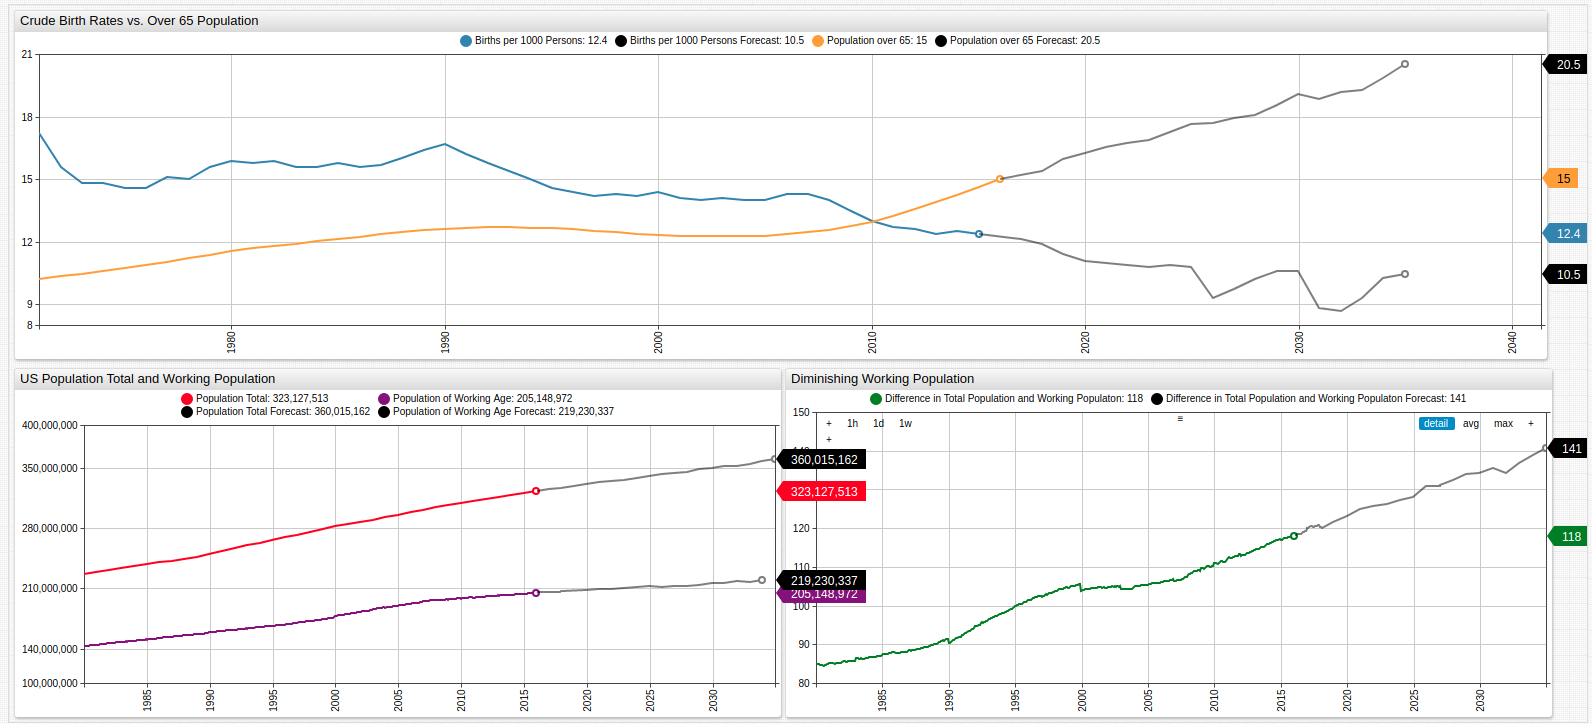 Crude Birth Rates vs. Over 65 Population
Births per 1000 Persons: 12.4 Births per 1000 Persons Forecast: 10.5 Population over 65: 15 Population over 65 Forecast: 20.5
21
18
15
12
9
8
20.5
15
12.4
10.5
1980 1990 2000 2010 2020 2030 2040
US Population Total and Working Population
Population Total: 323,127,513 Population of Working Age: 205,148,972
Population Total Forecast: 360,015,162 Population of Working Age Forecast: 219,230,337
400,000,000
350,000,000
280,000,000
210,000,000
140,000,000
100,000,000
360,015,162
323,127,513
219,230,337
205,148,972
1985 1990 1995 2000 2005 2010 2015 2020 2025 2030
Diminishing Working Population
Difference in Total Population and Working Populaton: 118 Difference in Total Population and Working Populaton Forecast: 141
150
+ 1h 1d 1w ≡ detail avg max +
+
120
110
100
90
80
141
118
1985 1990 1995 2000 2005 2010 2015 2020 2025 2030